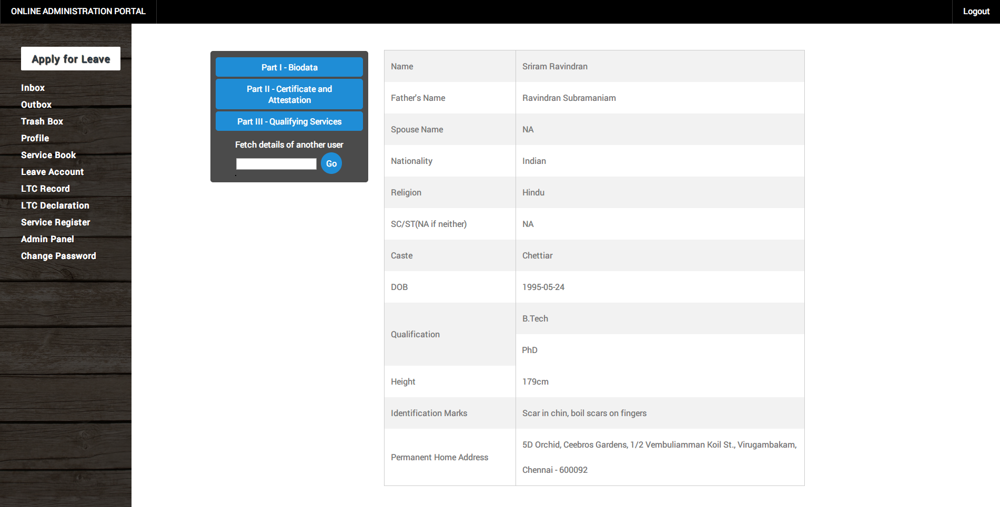 ONLINE ADMINISTRATION PORTAL
Logout
Apply for Leave
Inbox
Outbox
Trash Box
Profile
Service Book
Leave Account
LTC Record
LTC Declaration
Service Register
Admin Panel
Change Password
Part I - Biodata
Part II - Certificate and
Attestation
Part III - Qualifying Services
Fetch details of another user
Go
Name Sriram Ravindran
Father's Name Ravindran Subramaniam
Spouse Name NA
Nationality Indian
Religion Hindu
SC/ST(NA if neither) NA
Caste Chettiar
DOB 1995-05-24
Qualification B.Tech
PhD
Height 179cm
Identification Marks Scar in chin, boil scars on fingers
Permanent Home Address 5D Orchid, Ceebros Gardens, 1/2 Vembuliamman Koil St., Virugambakam,
Chennai - 600092